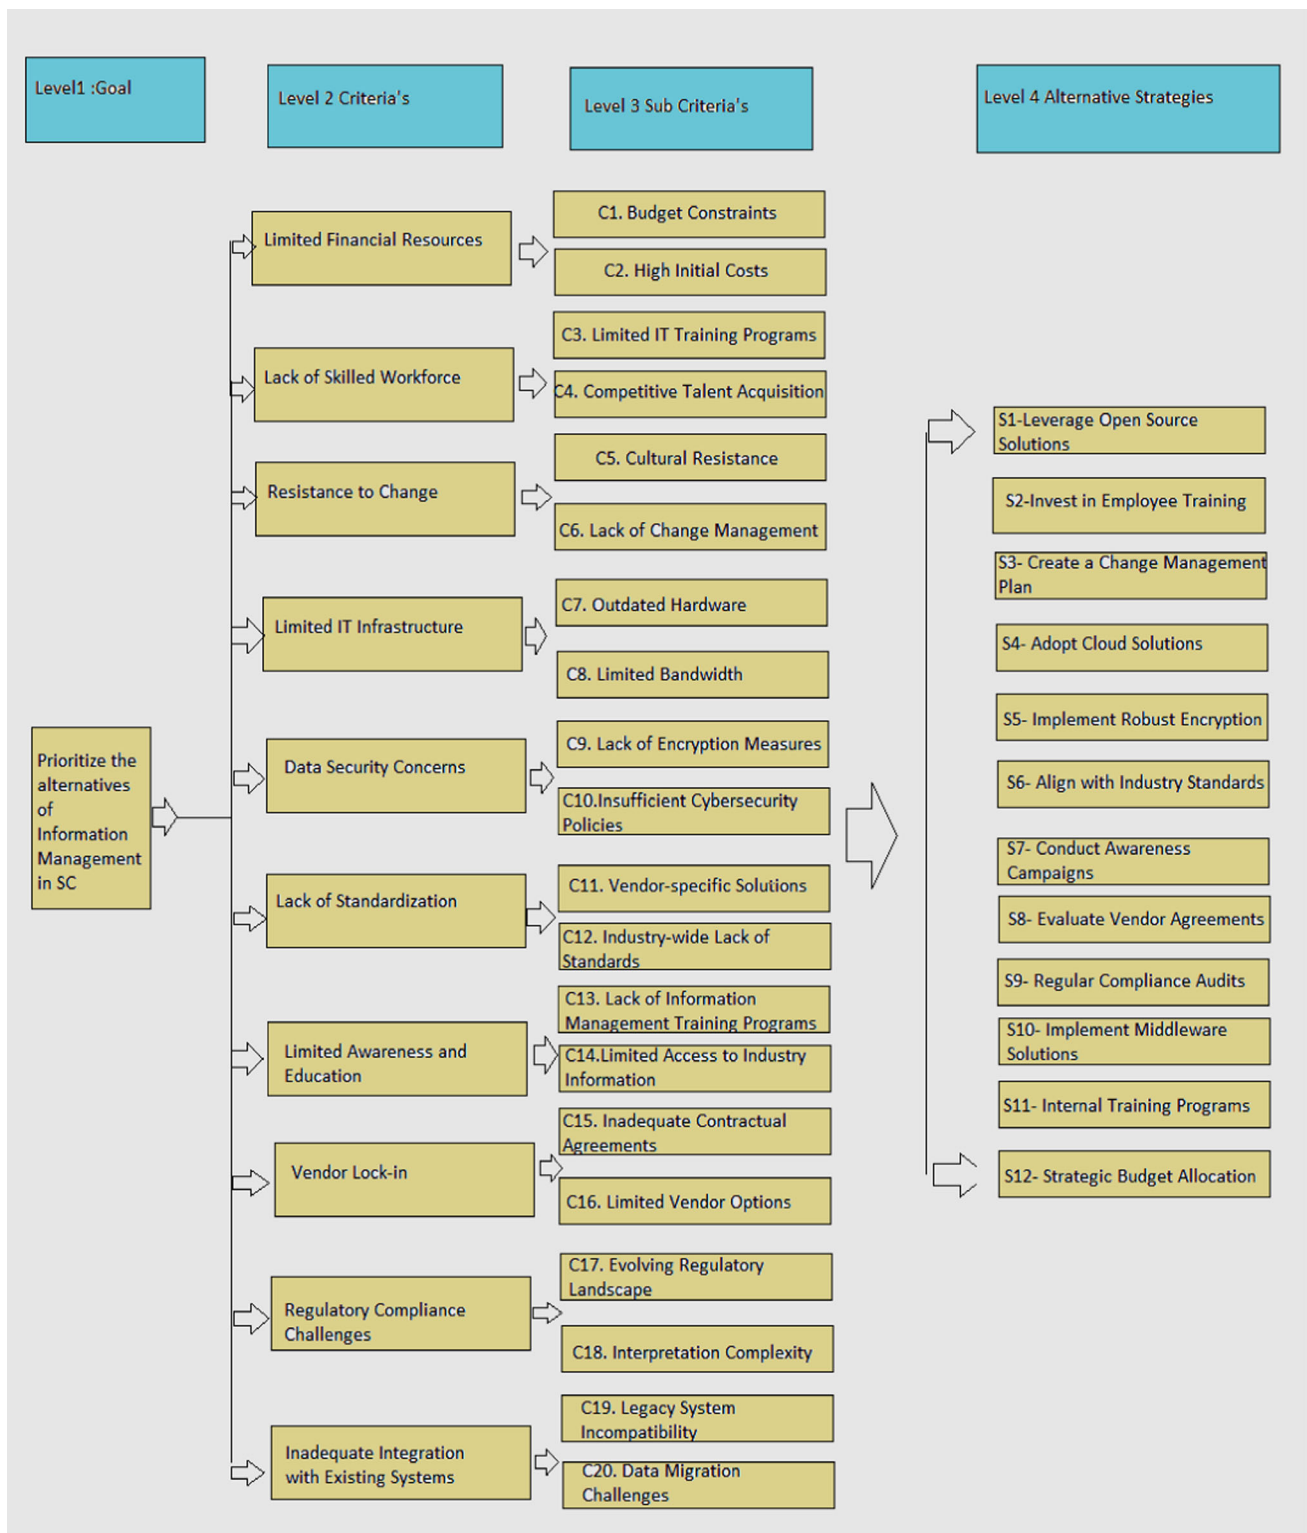 Level1 :Goal
Level 2 Criteria's
Level 3 Sub Criteria's
Level 4 Alternative Strategies
Prioritize the
alternatives
of
Information
Management
in SC
Limited Financial Resources
Lack of Skilled Workforce
Resistance to Change
Limited IT Infrastructure
Data Security Concerns
Lack of Standardization
Limited Awareness and
Education
Vendor Lock-in
Regulatory Compliance
Challenges
Inadequate Integration
with Existing Systems
C1. Budget Constraints
C2. High Initial Costs
C3. Limited IT Training Programs
C4. Competitive Talent Acquisition
C5. Cultural Resistance
C6. Lack of Change Management
C7. Outdated Hardware
C8. Limited Bandwidth
C9. Lack of Encryption Measures
C10.Insufficient Cybersecurity
Policies
C11. Vendor-specific Solutions
C12. Industry-wide Lack of
Standards
C13. Lack of Information
Management Training Programs
C14.Limited Access to Industry
Information
C15. Inadequate Contractual
Agreements
C16. Limited Vendor Options
C17. Evolving Regulatory
Landscape
C18. Interpretation Complexity
C19. Legacy System
Incompatibility
C20. Data Migration
Challenges
S1-Leverage Open Source
Solutions
S2-Invest in Employee Training
S3- Create a Change Management
Plan
S4- Adopt Cloud Solutions
S5- Implement Robust Encryption
S6- Align with Industry Standards
S7- Conduct Awareness
Campaigns
S8- Evaluate Vendor Agreements
S9- Regular Compliance Audits
S10- Implement Middleware
Solutions
S11- Internal Training Programs
S12- Strategic Budget Allocation